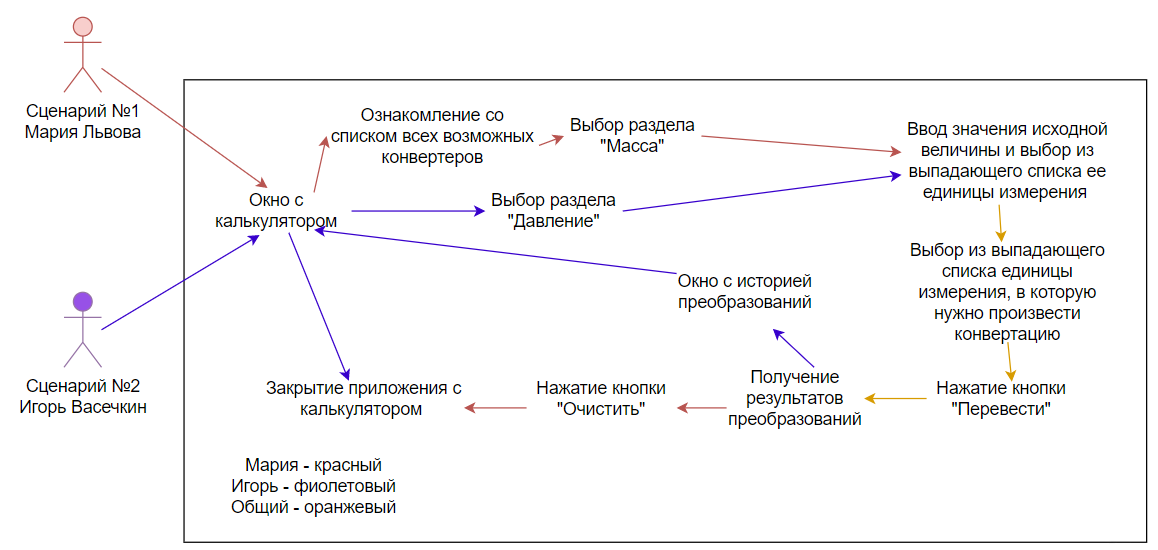 Сценарий №1
Мария Львова
Ознакомление со
списком всех возможных
конвертеров
Выбор раздела
"Масса"
Ввод значения исходной
величины и выбор из
выпадающего списка ее
единицы измерения
Окно с
калькулятором
Выбор раздела
"Давление"
Выбор из выпадающего
списка единицы
измерения, в которую
нужно произвести
конвертацию
Окно с историей
преобразований
Сценарий №2
Игорь Васечкин
Закрытие приложения с
калькулятором
Нажатие кнопки
"Очистить"
Получение
результатов
преобразований
Нажатие кнопки
"Перевести"
Мария - красный
Игорь - фиолетовый
Общий - оранжевый